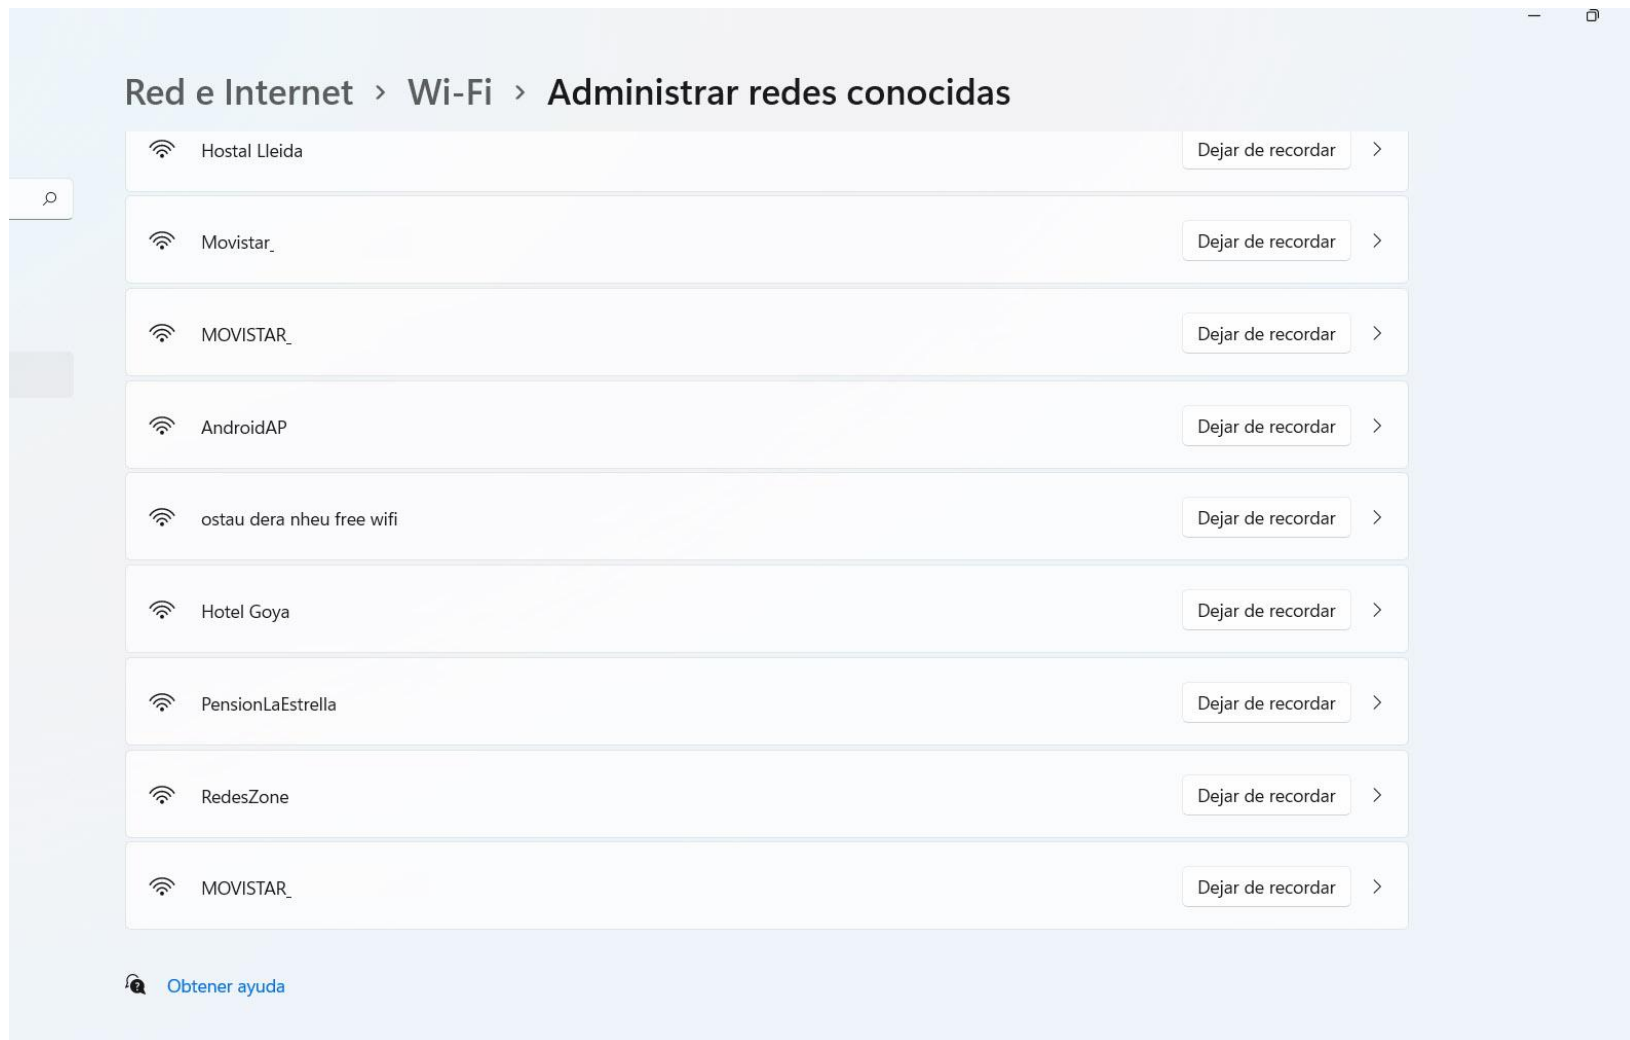 Red e Internet > Wi-Fi > Administrar redes conocidas
Hostal Lleida Dejar de recordar
Movistar_ Dejar de recordar
MOVISTAR_ Dejar de recordar
AndroidAP Dejar de recordar
ostau dera nheu free wifi Dejar de recordar
Hotel Goya Dejar de recordar
PensionLaEstrella Dejar de recordar
RedesZone Dejar de recordar
MOVISTAR_ Dejar de recordar
Obtener ayuda